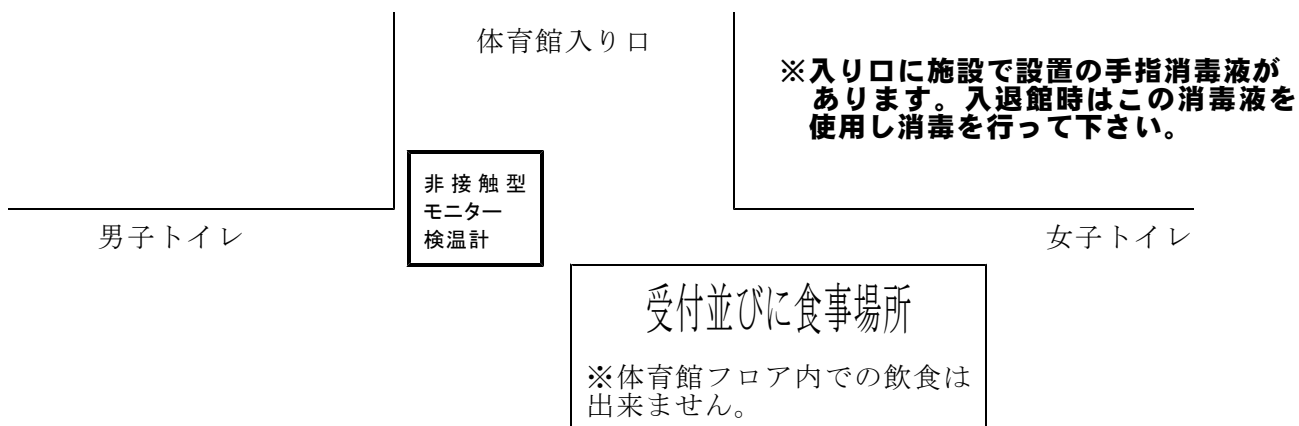 体育館入り口
※入り口に施設で設置の手指消毒液が
あります。入退館時はこの消毒液を
使用し消毒を行って下さい。
非接触型
モニター
検温計
男子トイレ
女子トイレ
受付並びに食事場所
※体育館フロア内での飲食は
出来ません。